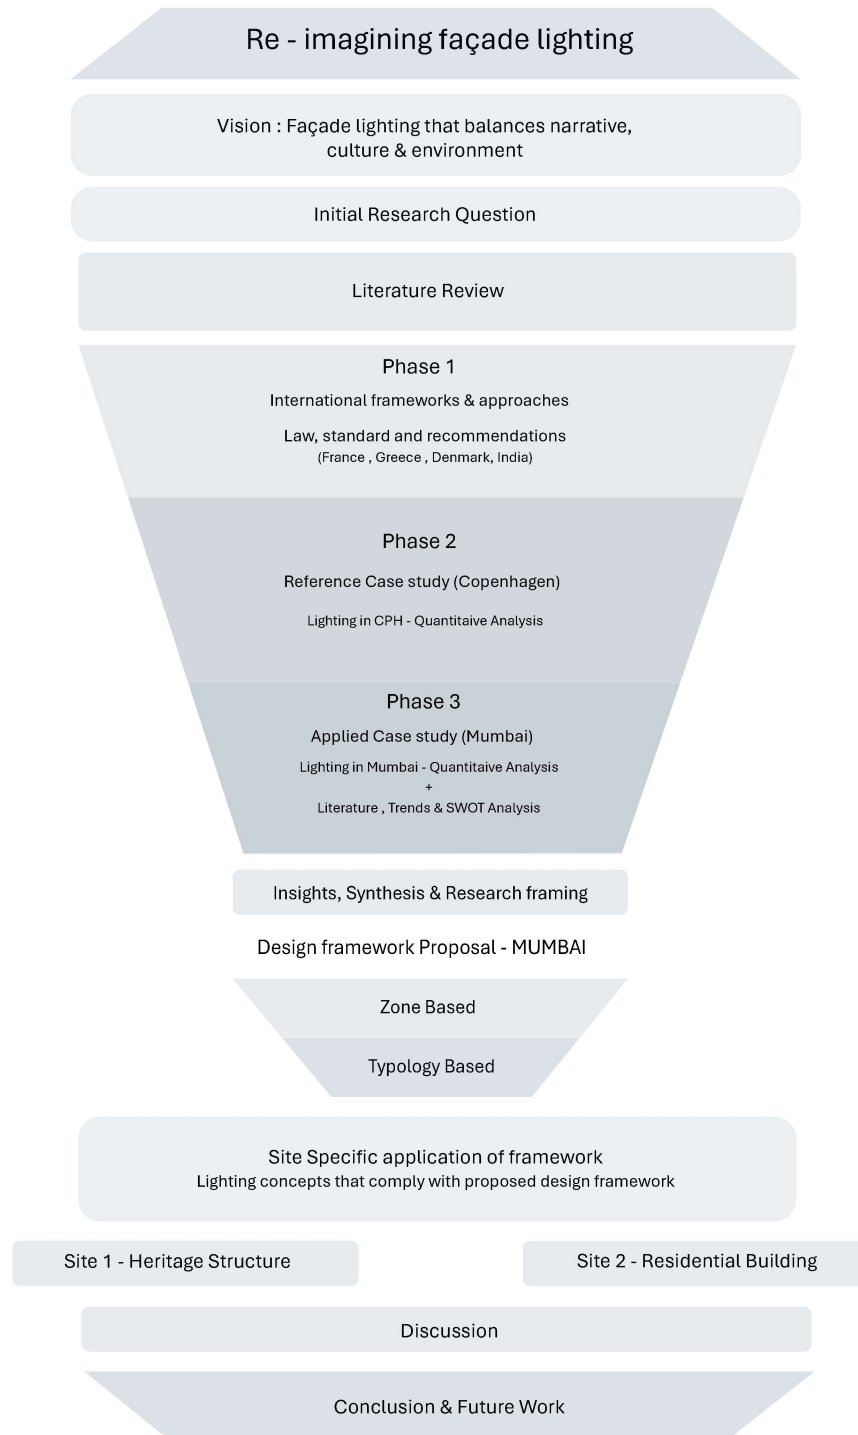 Re - imagining façade lighting
Vision : Façade lighting that balances narrative,
culture & environment
Initial Research Question
Literature Review
Phase 1
International frameworks & approaches
Law, standard and recommendations
(France , Greece , Denmark, India)
Phase 2
Reference Case study (Copenhagen)
Lighting in CPH - Quantitaive Analysis
Phase 3
Applied Case study (Mumbai)
Lighting in Mumbai - Quantitaive Analysis
+
Literature , Trends & SWOT Analysis
Insights, Synthesis & Research framing
Design framework Proposal - MUMBAI
Zone Based
Typology Based
Site Specific application of framework
Lighting concepts that comply with proposed design framework
Site 1 - Heritage Structure
Site 2 - Residential Building
Discussion
Conclusion & Future Work